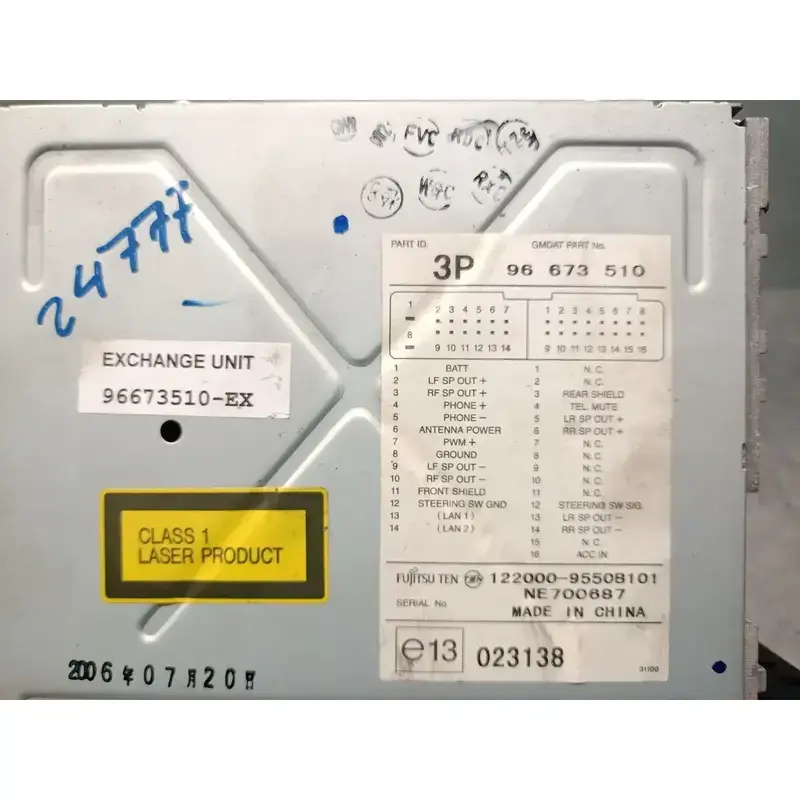 FVC
W4C
24777
PART ID. GMDAT PART No.
3P 96 673 510
1 2 3 4 5 6 7 1 2 3 4 5 6 7 8
8 9 10 11 12 13 14 9 10 11 12 13 14 15 16
1 BATT 1 N.C.
2 LF SP OUT + 2 N.C.
3 RF SP OUT + 3 REAR SHIELD
4 PHONE + 4 TEL MUTE
5 PHONE - 5 LR SP OUT +
6 ANTENNA POWER 6 RR SP OUT +
7 PWM + 7 N.C.
8 GROUND 8 N.C.
9 LF SP OUT - 9 N.C.
10 RF SP OUT - 10 N.C.
11 FRONT SHIELD 11 N.C.
12 STEERING SW GND 12 STEERING SW SIG.
13 (LAN 1) 13 LR SP OUT -
14 (LAN 2) 14 RR SP OUT -
15 N.C.
16 ACC IN
EXCHANGE UNIT
96673510-EX
CLASS 1
LASER PRODUCT
FUJITSU TEN 122000-9550B101
SERIAL No. NE700687
MADE IN CHINA
e13 023138
31100
2006年07月20日